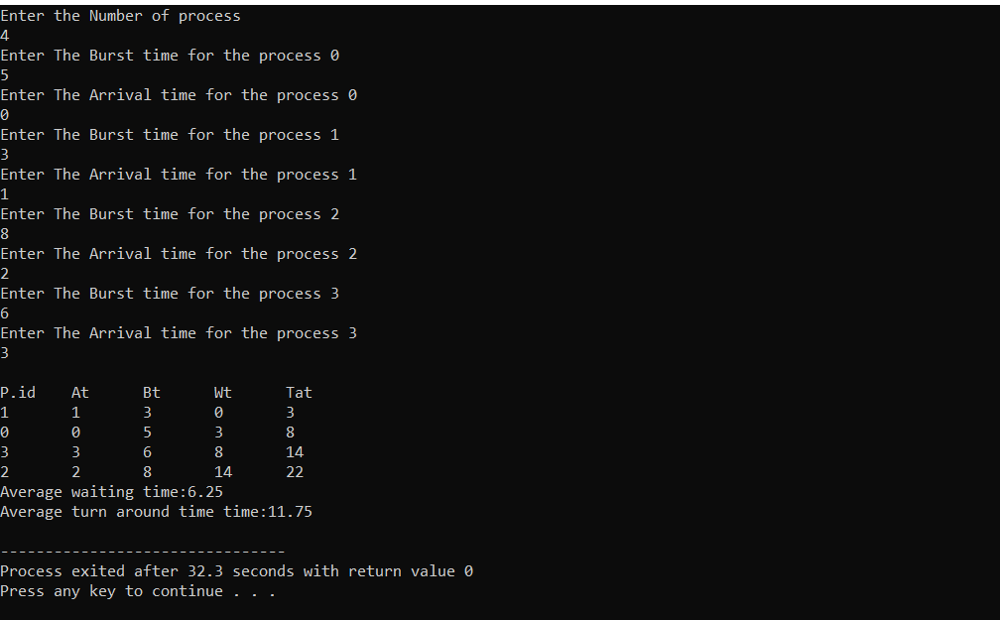 Enter the Number of process
4
Enter The Burst time for the process 0
5
Enter The Arrival time for the process 0
0
Enter The Burst time for the process 1
3
Enter The Arrival time for the process 1
1
Enter The Burst time for the process 2
8
Enter The Arrival time for the process 2
2
Enter The Burst time for the process 3
6
Enter The Arrival time for the process 3
3
P.id At Bt Wt Tat
1 1 3 0 3
0 0 5 3 8
3 3 6 8 14
2 2 8 14 22
Average waiting time:6.25
Average turn around time time:11.75
--------------------------------
Process exited after 32.3 seconds with return value 0
Press any key to continue . . .